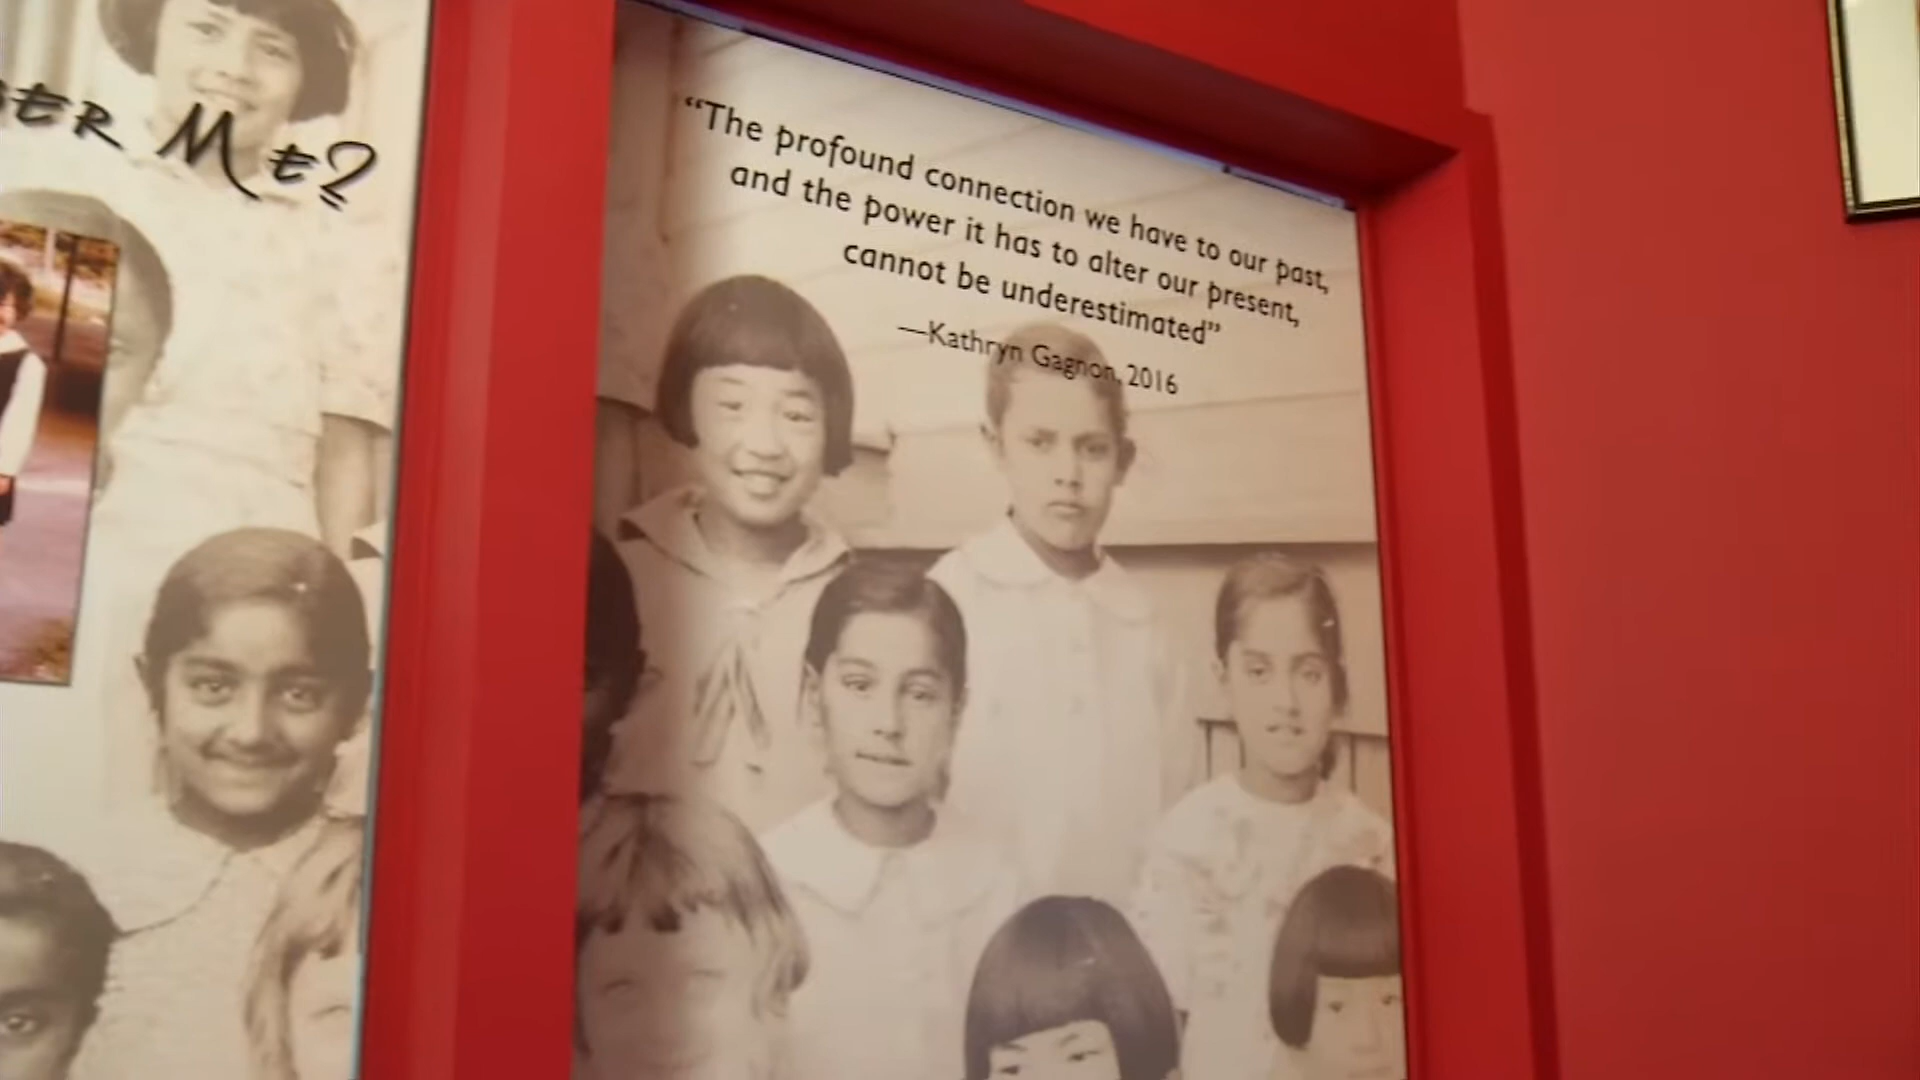 ER ME?
“The profound connection we have to our past,
and the power it has to alter our present,
cannot be underestimated”
—Kathryn Gagnon, 2016